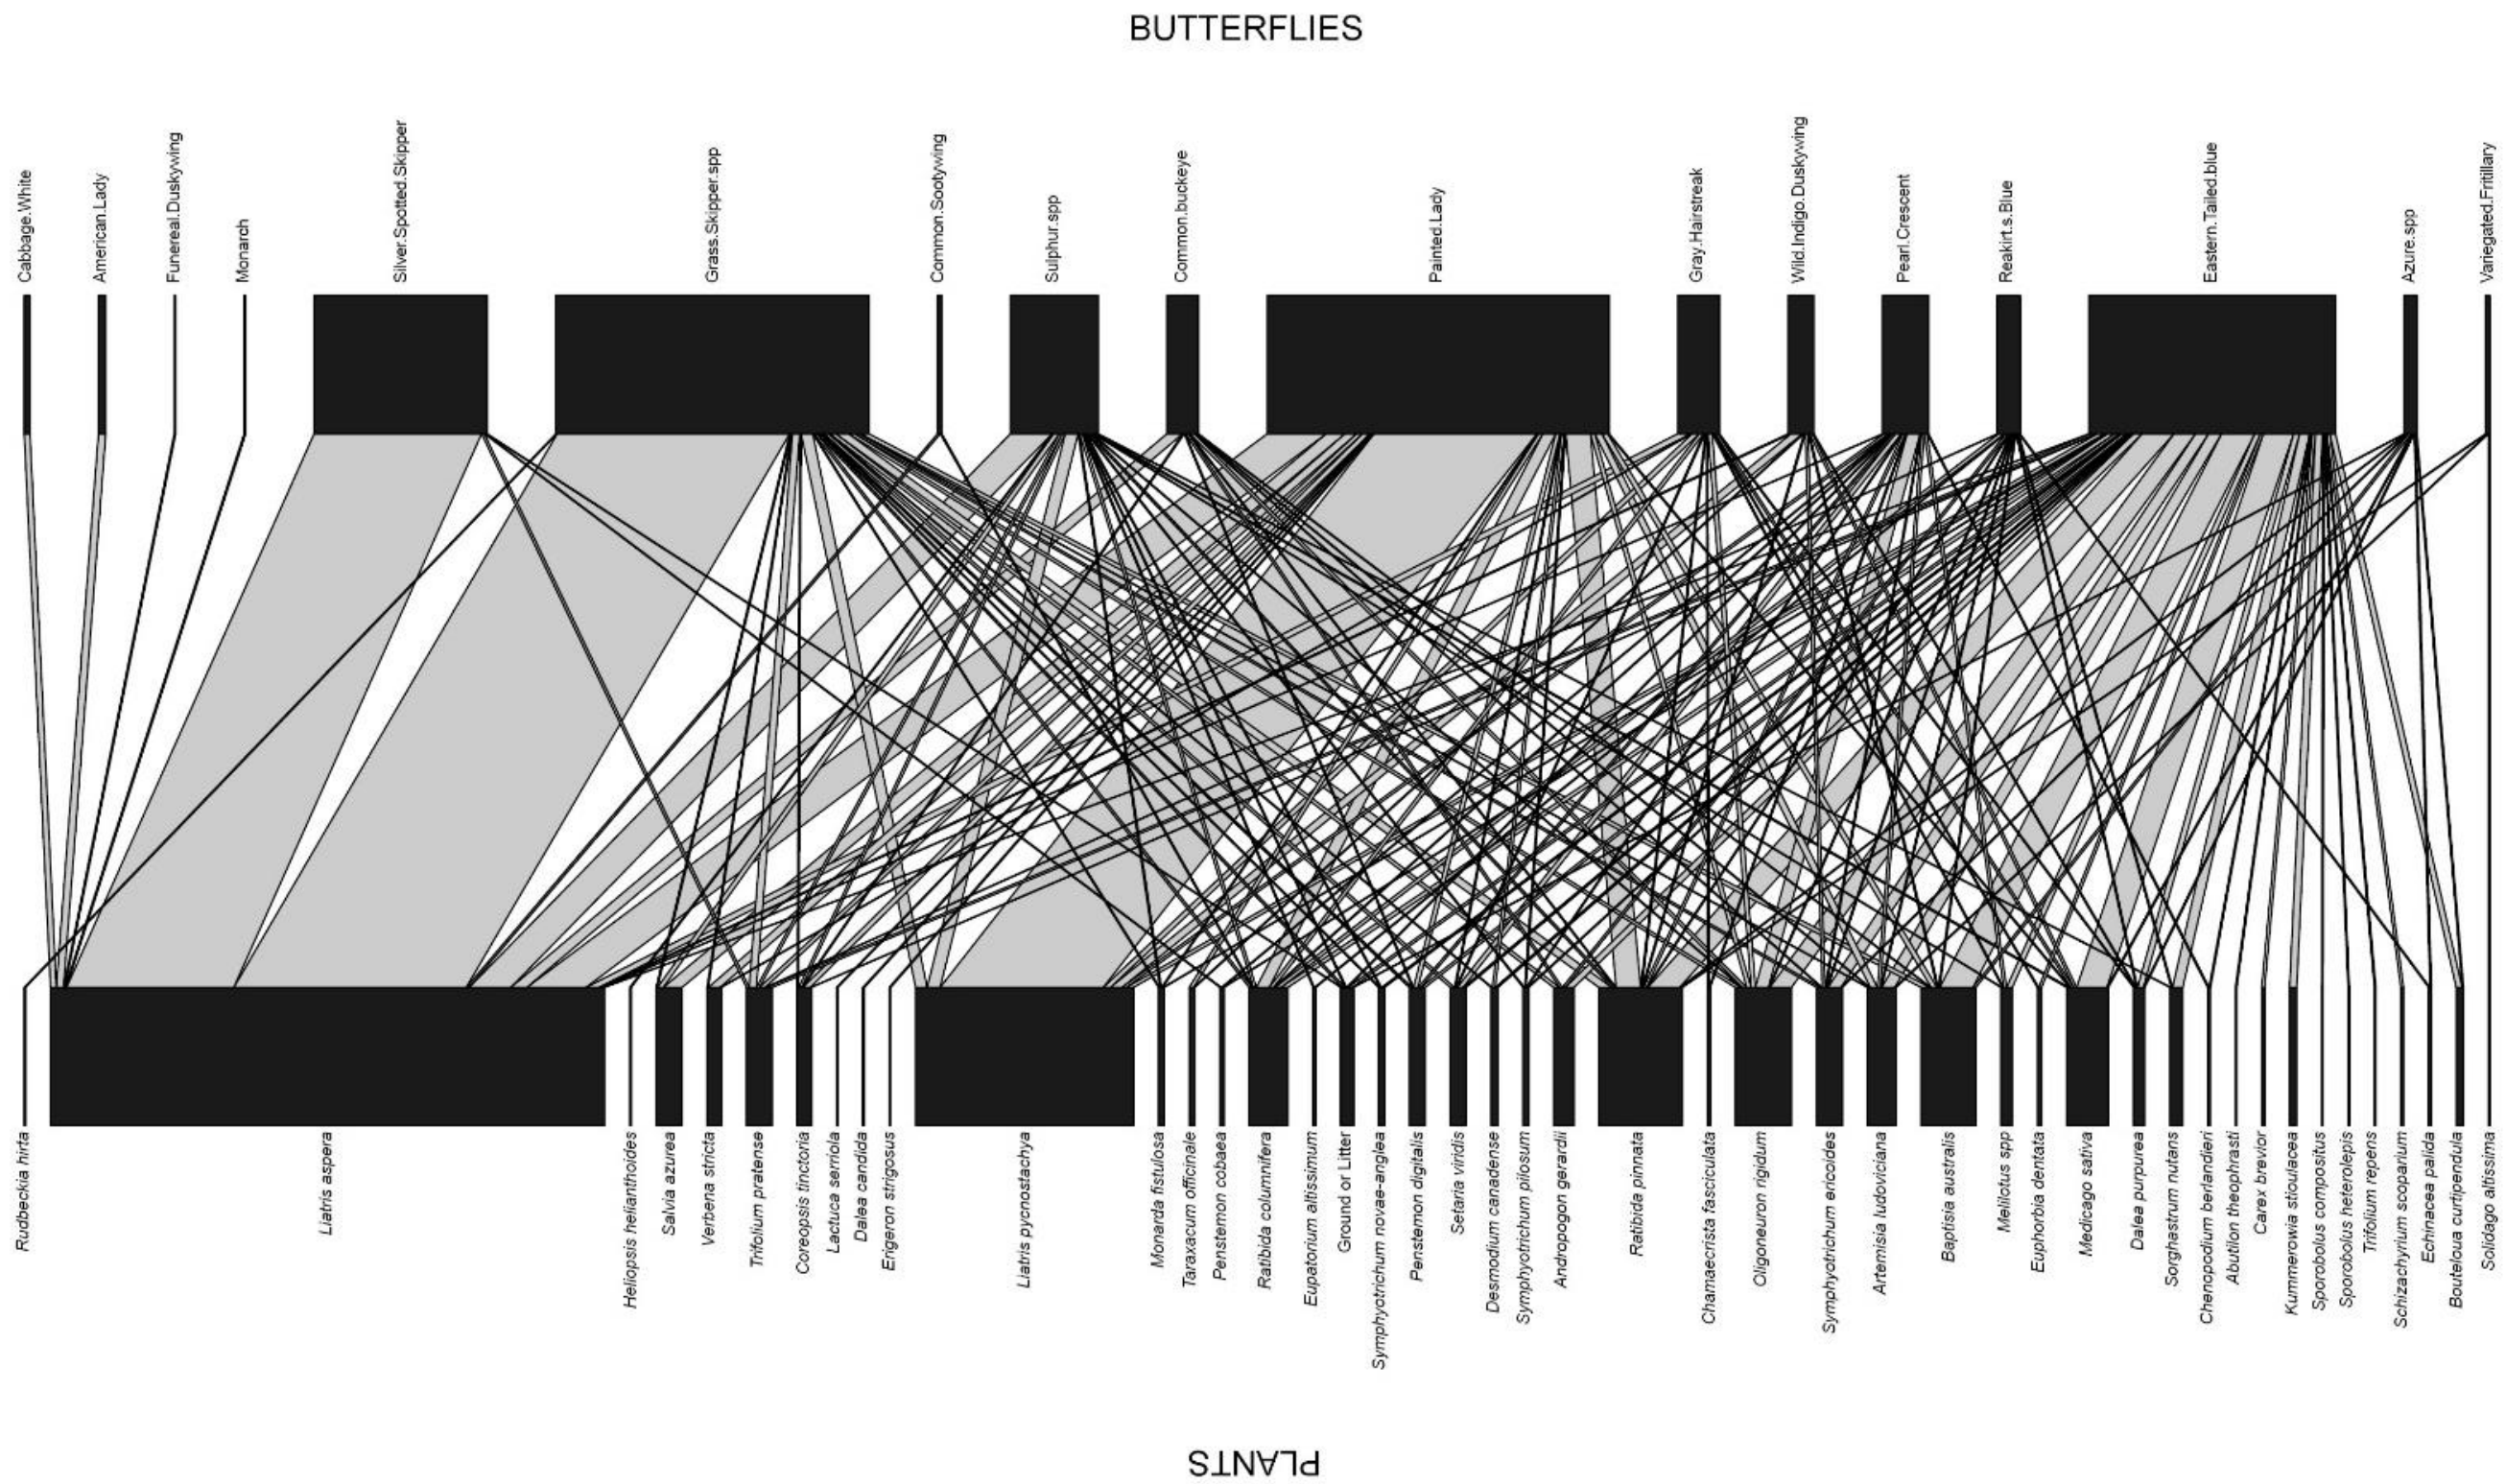 BUTTERFLIES
Cabbage.White
American.Lady
Funereal.Duskywing
Monarch
Silver.Spotted.Skipper
Grass.Skipper.spp
Common.Sootywing
Sulphur.spp
Common.buckeye
Painted.Lady
Gray.Hairstreak
Wild.Indigo.Duskywing
Pearl.Crescent
Reakirt.s.Blue
Eastern.Tailed.blue
Azure.spp
Variegated.Fritillary
Rudbeckia hirta
Liatris aspera
Heliopsis helianthoides
Salvia azurea
Verbena stricta
Trifolium pratense
Coreopsis tinctoria
Lactuca serriola
Dalea candida
Erigeron strigosus
Liatris pycnostachya
Monarda fistulosa
Taraxacum officinale
Penstemon cobaea
Ratibida columnifera
Eupatorium altissimum
Ground or Litter
Symphyotrichum novae-anglea
Penstemon digitalis
Setaria viridis
Desmodium canadense
Symphyotrichum pilosum
Andropogon gerardii
Ratibida pinnata
Chamaecrista fasciculata
Oligoneuron rigidum
Symphyotrichum ericoides
Artemisia ludoviciana
Baptisia australis
Melilotus spp
Euphorbia dentata
Medicago sativa
Dalea purpurea
Sorghastrum nutans
Chenopodium berlandieri
Abutilon theophrasti
Carex brevior
Kummerowia stioulacea
Sporobolus compositus
Sporobolus heterolepis
Trifolium repens
Schizachyrium scoparium
Echinacea palida
Bouteloua curtipendula
Solidago altissima
PLANTS